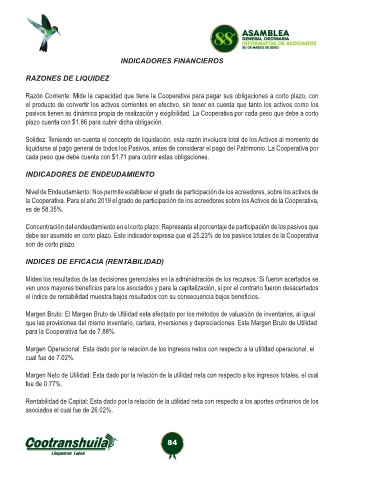 88ª
ASAMBLEA
GENERAL ORDINARIA
INFORMATIVA DE ASOCIADOS
30 DE MARZO DE 2020
INDICADORES FINANCIEROS
RAZONES DE LIQUIDEZ
Razón Corriente: Mide la capacidad que tiene la Cooperativa para pagar sus obligaciones a corto plazo, con
el producto de convertir los activos corrientes en efectivo, sin tener en cuesta que tanto los activos como los
pasivos tienen su dinámica propia de realización y exigibilidad. La Cooperativa por cada peso que debe a corto
plazo cuenta con $1.86 para cubrir dicha obligación.
Solidez: Teniendo en cuenta el concepto de liquidación, esta razón involucra total de los Activos al momento de
liquidarse al pago general de todos los Pasivos, antes de considerar el pago del Patrimonio. La Cooperativa por
cada peso que debe cuenta con $1.71 para cubrir estas obligaciones.
INDICADORES DE ENDEUDAMIENTO
Nivel de Endeudamiento: Nos permite establecer el grado de participación de los acreedores, sobre los activos de
la Cooperativa. Para el año 2019 el grado de participación de los acreedores sobre los Activos de la Cooperativa,
es de 58.35%.
Concentración del endeudamiento en el corto plazo: Representa el porcentaje de participación de los pasivos que
debe ser asumido en corto plazo. Este indicador expresa que el 25.23% de los pasivos totales de la Cooperativa
son de corto plazo.
INDICES DE EFICACIA (RENTABILIDAD)
Miden los resultados de las decisiones gerenciales en la administración de los recursos. Si fueron acertados se
ven unos mayores beneficios para los asociados y para la capitalización, si por el contrario fueron desacertados
el índice de rentabilidad muestra bajos resultados con su consecuencia bajos beneficios.
Margen Bruto: El Margen Bruto de Utilidad esta afectado por los métodos de valuación de inventarios, al igual
que las provisiones del mismo inventario, cartera, inversiones y depreciaciones. Este Margen Bruto de Utilidad
para la Cooperativa fue de 7.88%.
Margen Operacional: Esta dado por la relación de los ingresos netos con respecto a la utilidad operacional, el
cual fue de 7.02%.
Margen Neto de Utilidad: Esta dado por la relación de la utilidad neta con respecto a los ingresos totales, el cual
fue de 0.77%.
Rentabilidad de Capital: Esta dado por la relación de la utilidad neta con respecto a los aportes ordinarios de los
asociados el cual fue de 26.02%.
Cootranshuila
Llegamos Lejos
84